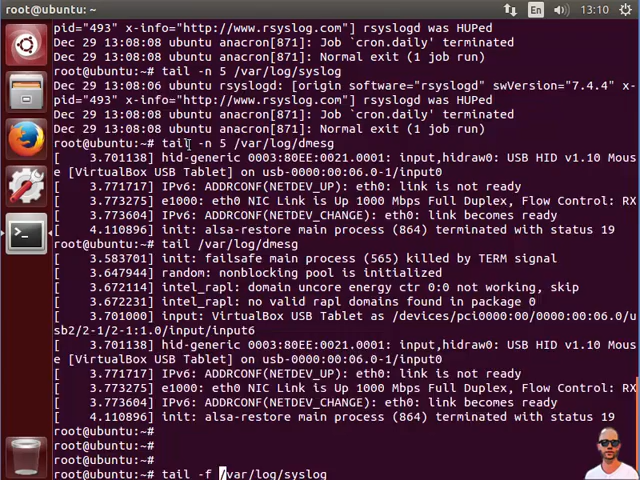 root@ubuntu: ~
En
13:10
pid="493" x-info="http://www.rsyslog.com"] rsyslogd was HUPed
Dec 29 13:08:08 ubuntu anacron[871]: Job `cron.daily' terminated
Dec 29 13:08:08 ubuntu anacron[871]: Normal exit (1 job run)
root@ubuntu:~# tail -n 5 /var/log/syslog
Dec 29 13:08:06 ubuntu rsyslogd: [origin software="rsyslogd" swVersion="7.4.4" x-
pid="493" x-info="http://www.rsyslog.com"] rsyslogd was HUPed
Dec 29 13:08:08 ubuntu anacron[871]: Job `cron.daily' terminated
Dec 29 13:08:08 ubuntu anacron[871]: Normal exit (1 job run)
root@ubuntu:~# tail -n 5 /var/log/dmesg
[    3.701138] hid-generic 0003:80EE:0021.0001: input,hidraw0: USB HID v1.10 Mous
e [VirtualBox USB Tablet] on usb-0000:00:06.0-1/input0
[    3.771717] IPv6: ADDRCONF(NETDEV_UP): eth0: link is not ready
[    3.773275] e1000: eth0 NIC Link is Up 1000 Mbps Full Duplex, Flow Control: RX
[    3.773604] IPv6: ADDRCONF(NETDEV_CHANGE): eth0: link becomes ready
[    4.110896] init: alsa-restore main process (864) terminated with status 19
root@ubuntu:~# tail /var/log/dmesg
[    3.583701] init: failsafe main process (565) killed by TERM signal
[    3.647944] random: nonblocking pool is initialized
[    3.672114] intel_rapl: domain uncore energy ctr 0:0 not working, skip
[    3.672231] intel_rapl: no valid rapl domains found in package 0
[    3.701000] input: VirtualBox USB Tablet as /devices/pci0000:00/0000:00:06.0/u
sb2/2-1/2-1:1.0/input/input6
[    3.701138] hid-generic 0003:80EE:0021.0001: input,hidraw0: USB HID v1.10 Mous
e [VirtualBox USB Tablet] on usb-0000:00:06.0-1/input0
[    3.771717] IPv6: ADDRCONF(NETDEV_UP): eth0: link is not ready
[    3.773275] e1000: eth0 NIC Link is Up 1000 Mbps Full Duplex, Flow Control: RX
[    3.773604] IPv6: ADDRCONF(NETDEV_CHANGE): eth0: link becomes ready
[    4.110896] init: alsa-restore main process (864) terminated with status 19
root@ubuntu:~#
root@ubuntu:~#
root@ubuntu:~#
root@ubuntu:~# tail -f /var/log/syslog